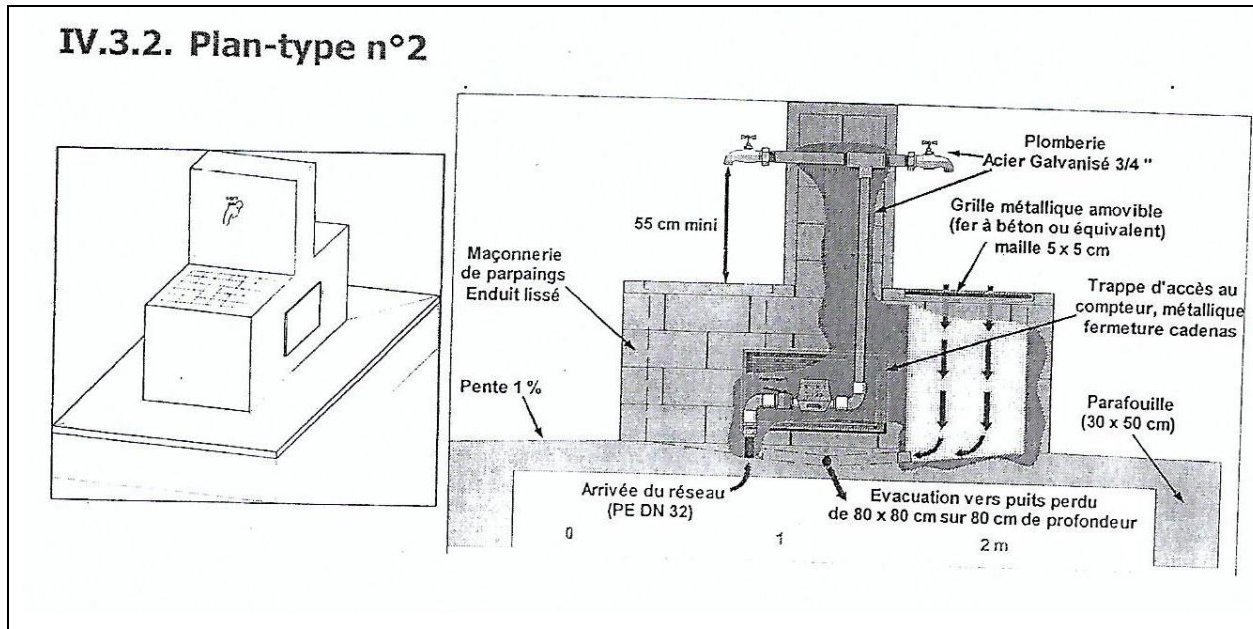 IV.3.2. Plan-type n°2
Plomberie
Acier Galvanisé 3/4 "
Grille métallique amovible
(fer à béton ou équivalent)
maille 5 x 5 cm
55 cm mini
Maçonnerie
de parpaings
Enduit lissé
Trappe d'accès au
compteur, métallique
fermeture cadenas
Pente 1 %
Parafouille
(30 x 50 cm)
Arrivée du réseau
(PE DN 32)
Evacuation vers puits perdu
de 80 x 80 cm sur 80 cm de profondeur
0 1 2 m